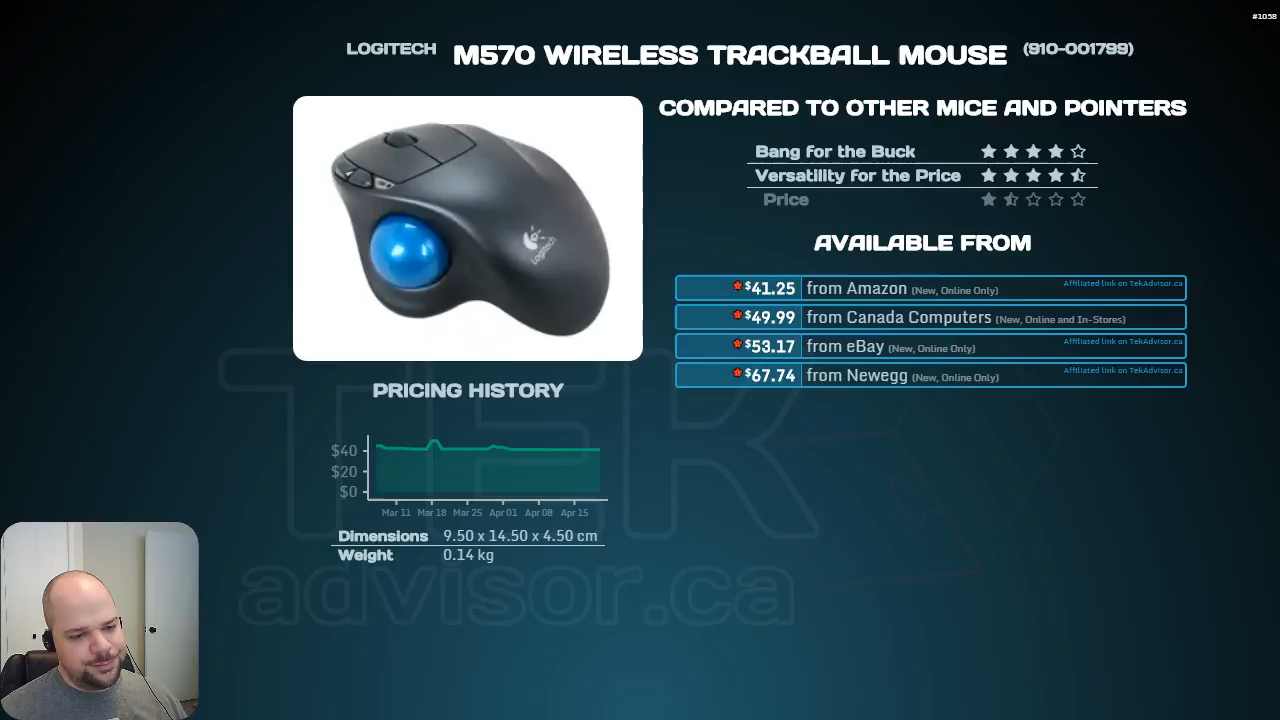 #1058
LOGITECH M570 WIRELESS TRACKBALL MOUSE (910-001799)
COMPARED TO OTHER MICE AND POINTERS
Bang for the Buck
Versatility for the Price
Price
AVAILABLE FROM
$41.25 from Amazon (New, Online Only) Affiliated link on TekAdvisor.ca
$49.99 from Canada Computers (New, Online and In-Stores)
$53.17 from eBay (New, Online Only) Affiliated link on TekAdvisor.ca
$67.74 from Newegg (New, Online Only) Affiliated link on TekAdvisor.ca
Logitech
PRICING HISTORY
$40
$20
$0
Mar 11 Mar 18 Mar 25 Apr 01 Apr 08 Apr 15
Dimensions 9.50 x 14.50 x 4.50 cm
Weight 0.14 kg
TEK
advisor.ca